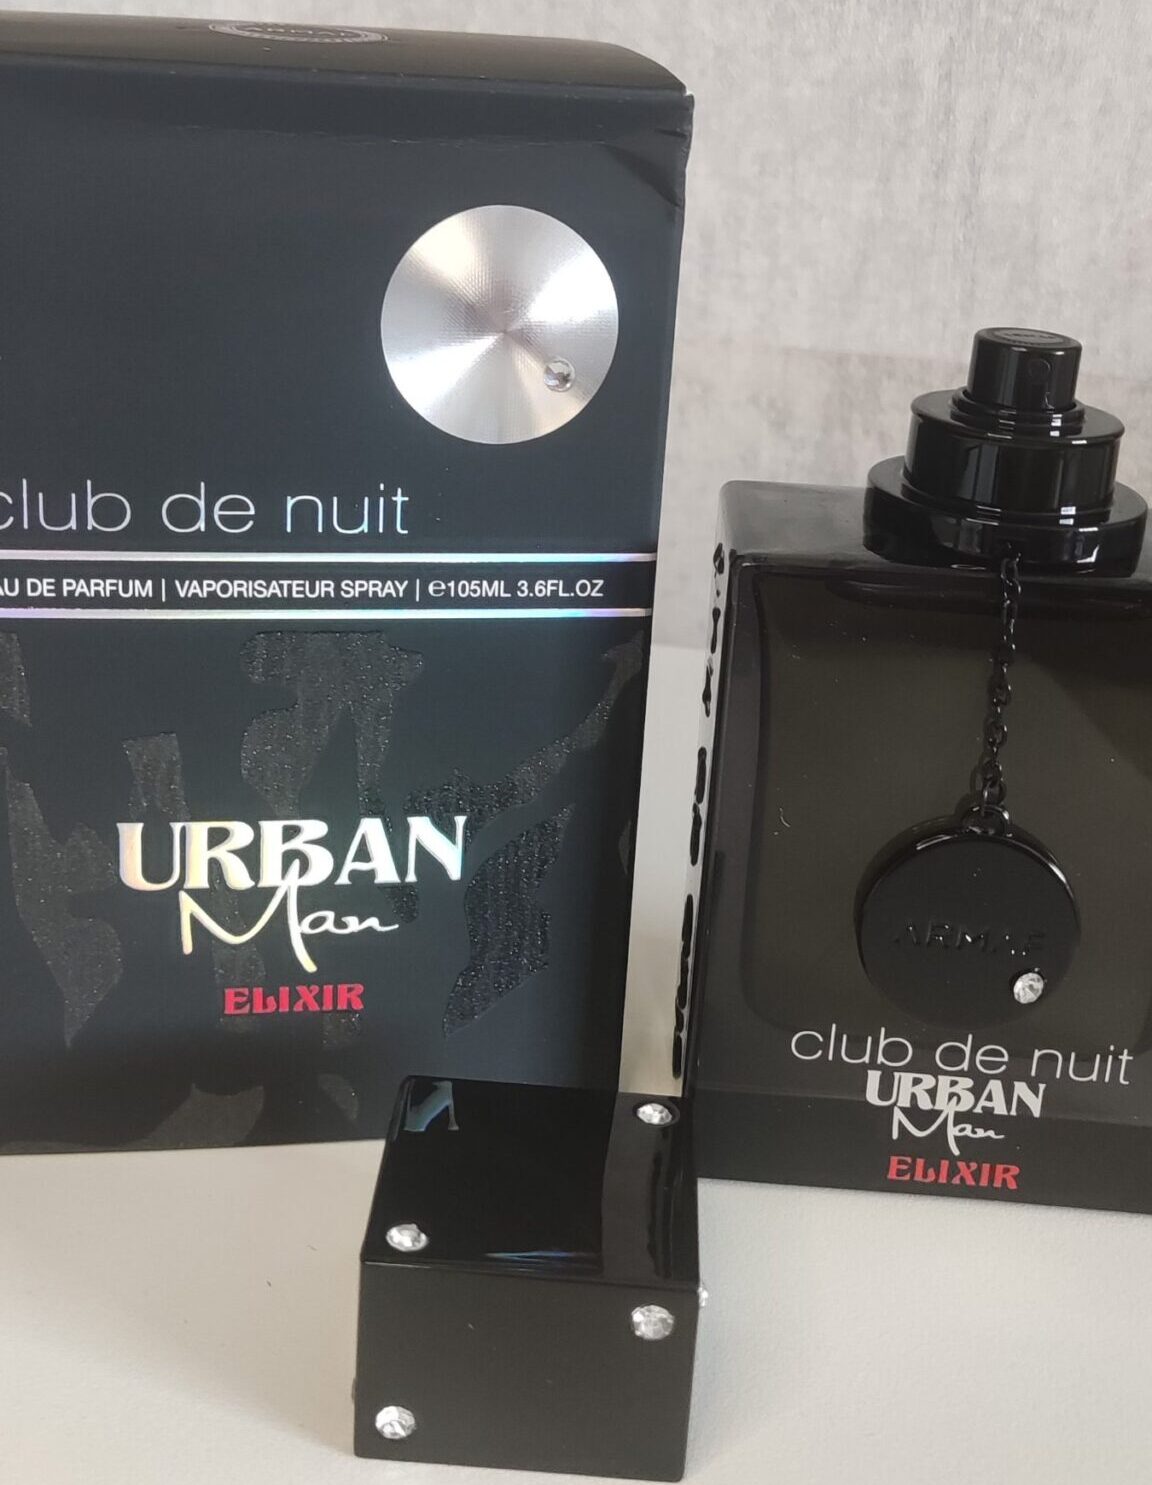 ARMAF
club de nuit
AU DE PARFUM | VAPORISATEUR SPRAY | ℮105ML 3.6FL.OZ
URBAN
Man
ELIXIR
ARMAF
club de nuit
URBAN
Man
ELIXIR